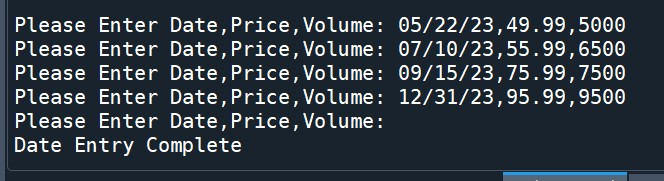 Please Enter Date,Price,Volume: 05/22/23,49.99,5000
Please Enter Date,Price,Volume: 07/10/23,55.99,6500
Please Enter Date,Price,Volume: 09/15/23,75.99,7500
Please Enter Date,Price,Volume: 12/31/23,95.99,9500
Please Enter Date,Price,Volume:
Date Entry Complete